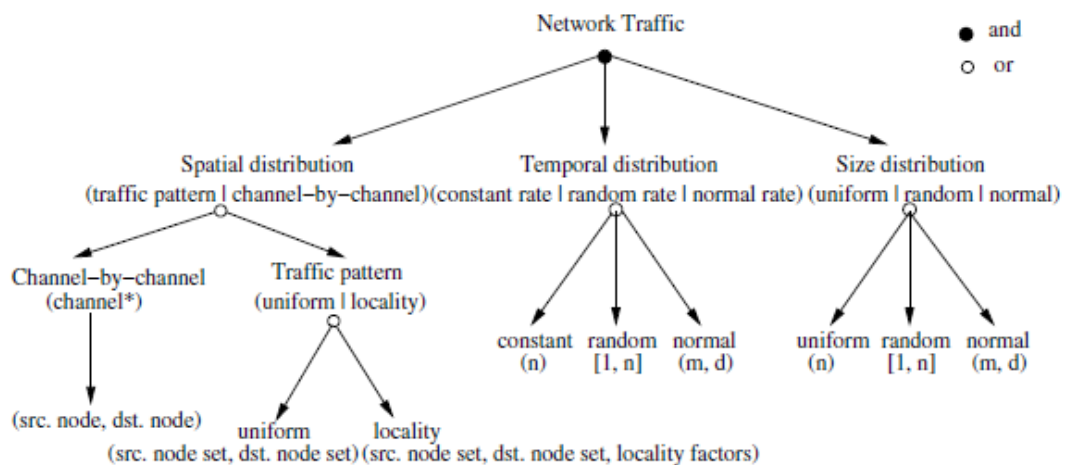 Network Traffic
and
or
Spatial distribution
(traffic pattern | channel−by−channel)
Temporal distribution
(constant rate | random rate | normal rate)
Size distribution
(uniform | random | normal)
Channel−by−channel
(channel*)
Traffic pattern
(uniform | locality)
constant
(n)
random
[1, n]
normal
(m, d)
uniform
(n)
random
[1, n]
normal
(m, d)
(src. node, dst. node)
uniform
(src. node set, dst. node set)
locality
(src. node set, dst. node set, locality factors)